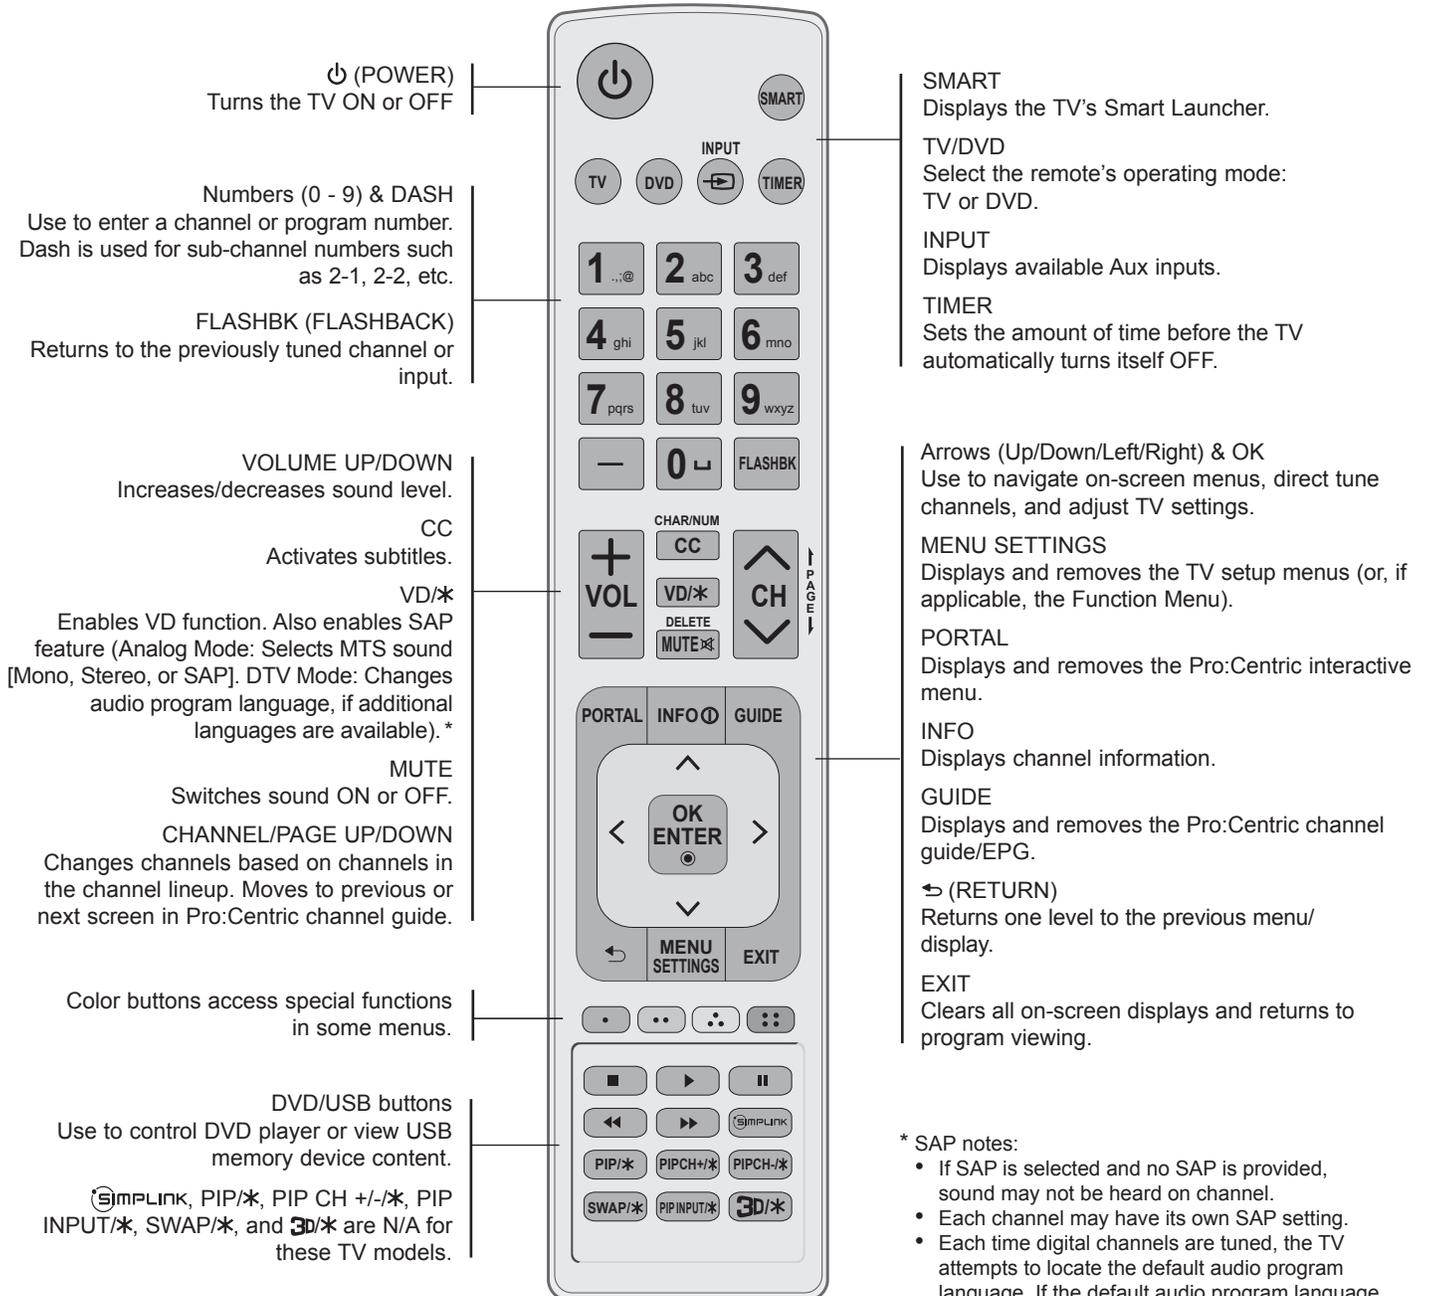 (POWER)
Turns the TV ON or OFF
Numbers (0 - 9) & DASH
Use to enter a channel or program number.
Dash is used for sub-channel numbers such
as 2-1, 2-2, etc.
FLASHBK (FLASHBACK)
Returns to the previously tuned channel or
input.
VOLUME UP/DOWN
Increases/decreases sound level.
CC
Activates subtitles.
VD/*
Enables VD function. Also enables SAP
feature (Analog Mode: Selects MTS sound
[Mono, Stereo, or SAP]. DTV Mode: Changes
audio program language, if additional
languages are available). *
MUTE
Switches sound ON or OFF.
CHANNEL/PAGE UP/DOWN
Changes channels based on channels in
the channel lineup. Moves to previous or
next screen in Pro:Centric channel guide.
Color buttons access special functions
in some menus.
DVD/USB buttons
Use to control DVD player or view USB
memory device content.
SIMPLINK, PIP/*, PIP CH +/-/*, PIP
INPUT/*, SWAP/*, and 3D/* are N/A for
these TV models.
SMART
INPUT
TV DVD TIMER
1 .,;@ 2 abc 3 def
4 ghi 5 jkl 6 mno
7 pqrs 8 tuv 9 wxyz
— 0 FLASHBK
CHAR/NUM
+ CC
VOL VD/* CH PAGE
DELETE
— MUTE
PORTAL INFO GUIDE
OK
ENTER
MENU
SETTINGS EXIT
SIMPLINK
PIP/* PIPCH+/* PIPCH-/*
SWAP/* PIP INPUT/* 3D/*
SMART
Displays the TV's Smart Launcher.
TV/DVD
Select the remote's operating mode:
TV or DVD.
INPUT
Displays available Aux inputs.
TIMER
Sets the amount of time before the TV
automatically turns itself OFF.
Arrows (Up/Down/Left/Right) & OK
Use to navigate on-screen menus, direct tune
channels, and adjust TV settings.
MENU SETTINGS
Displays and removes the TV setup menus (or, if
applicable, the Function Menu).
PORTAL
Displays and removes the Pro:Centric interactive
menu.
INFO
Displays channel information.
GUIDE
Displays and removes the Pro:Centric channel
guide/EPG.
(RETURN)
Returns one level to the previous menu/
display.
EXIT
Clears all on-screen displays and returns to
program viewing.
* SAP notes:
• If SAP is selected and no SAP is provided,
sound may not be heard on channel.
• Each channel may have its own SAP setting.
• Each time digital channels are tuned, the TV
attempts to locate the default audio program
language. If the default audio program language